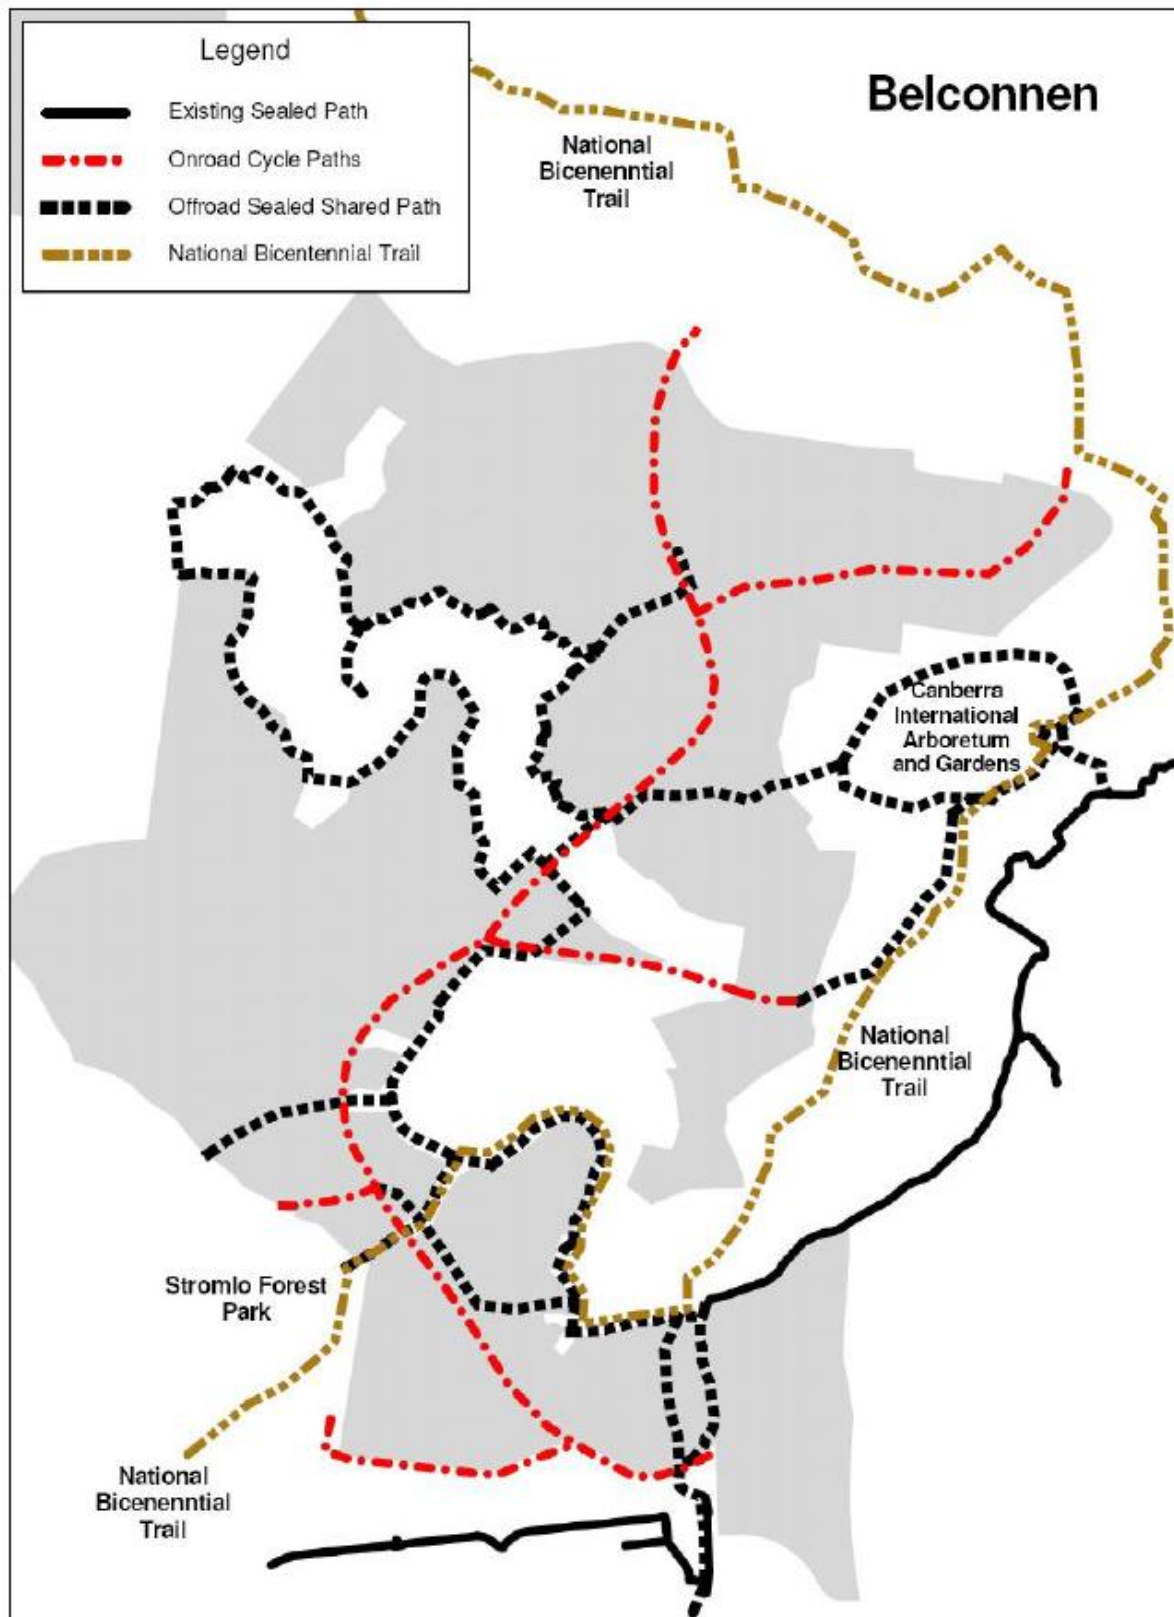 Legend
Existing Sealed Path
Onroad Cycle Paths
Offroad Sealed Shared Path
National Bicentennial Trail
Belconnen
National
Bicenenntial
Trail
Canberra
International
Arboretum
and Gardens
National
Bicenenntial
Trail
Stromlo Forest
Park
National
Bicenenntial
Trail